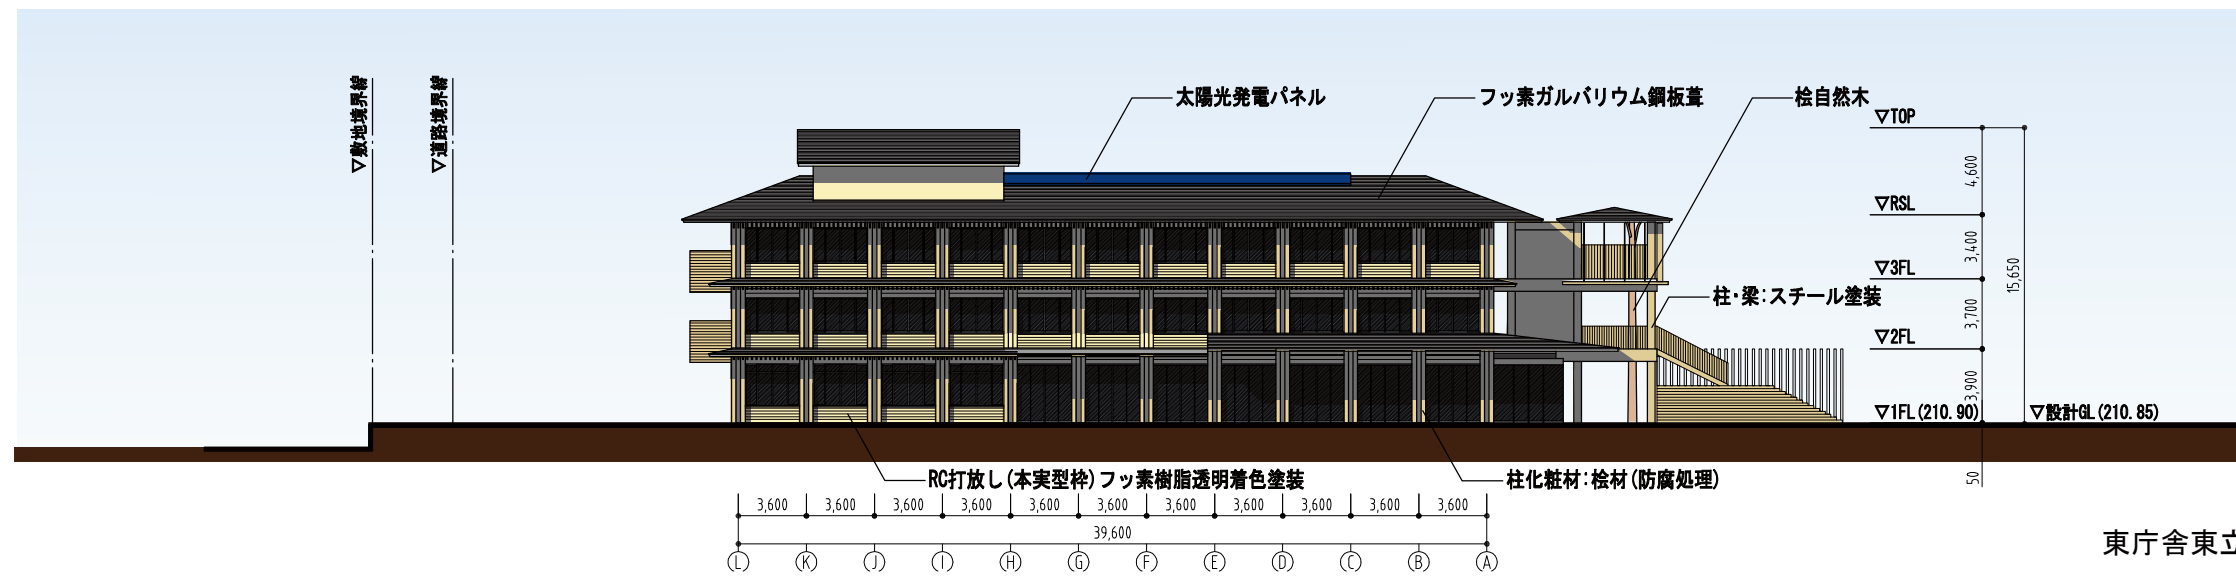 ▽敷地境界線
▽道路境界線
太陽光発電パネル
フッ素ガルバリウム鋼板葺
桧自然木
▽TOP
4,600
▽RSL
3,400
▽3FL
15,650
柱・梁：スチール塗装
3,700
▽2FL
3,900
▽1FL(210.90)
▽設計GL(210.85)
50
RC打放し(本実型枠)フッ素樹脂透明着色塗装
柱化粧材：桧材(防腐処理)
3,600 3,600 3,600 3,600 3,600 3,600 3,600 3,600 3,600 3,600 3,600
39,600
L K J I H G F E D C B A
東庁舎東立